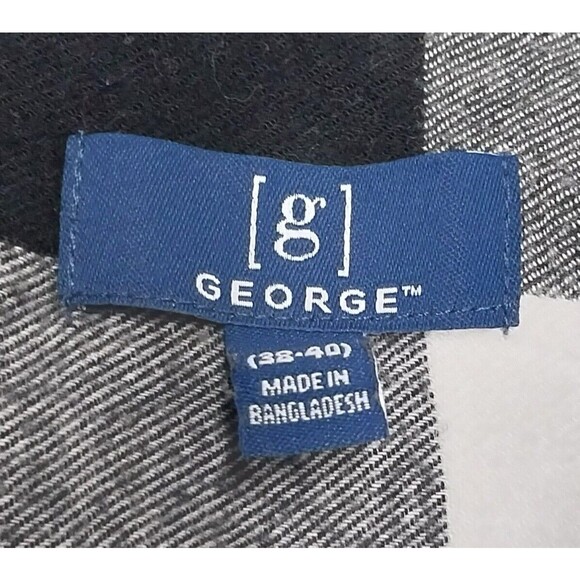 [g]
GEORGE™
(38-40)
MADE IN
BANGLADESH